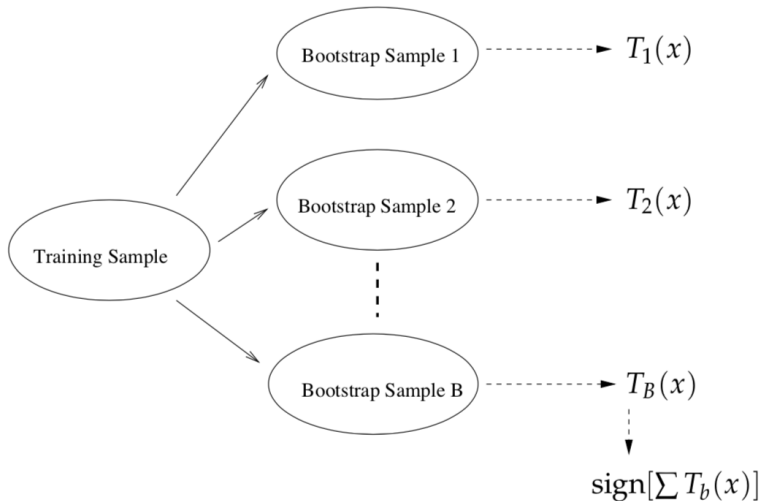 Bootstrap Sample 1
T₁(x)
Bootstrap Sample 2
T₂(x)
Training Sample
Bootstrap Sample B
T_B(x)
sign[∑ T_b(x)]